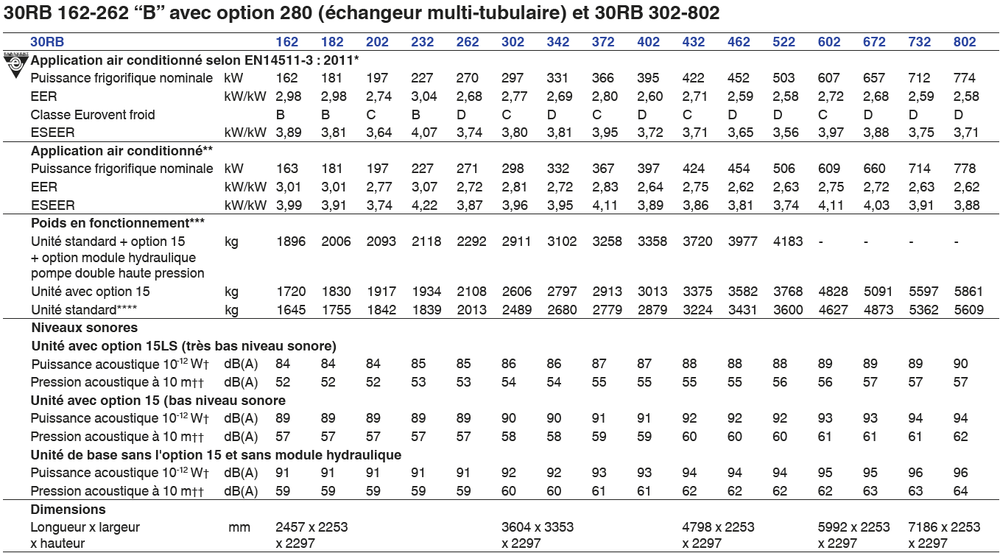 30RB 162-262 “B” avec option 280 (échangeur multi-tubulaire) et 30RB 302-802
30RB 162 182 202 232 262 302 342 372 402 432 462 522 602 672 732 802
Application air conditionné selon EN14511-3 : 2011*
Puissance frigorifique nominale kW 162 181 197 227 270 297 331 366 395 422 452 503 607 657 712 774
EER kW/kW 2,98 2,98 2,74 3,04 2,68 2,77 2,69 2,80 2,60 2,71 2,59 2,58 2,72 2,68 2,59 2,58
Classe Eurovent froid B B C B D C D C D C D D C D D D
ESEER kW/kW 3,89 3,81 3,64 4,07 3,74 3,80 3,81 3,95 3,72 3,71 3,65 3,56 3,97 3,88 3,75 3,71
Application air conditionné**
Puissance frigorifique nominale kW 163 181 197 227 271 298 332 367 397 424 454 506 609 660 714 778
EER kW/kW 3,01 3,01 2,77 3,07 2,72 2,81 2,72 2,83 2,64 2,75 2,62 2,63 2,75 2,72 2,63 2,62
ESEER kW/kW 3,99 3,91 3,74 4,22 3,87 3,96 3,95 4,11 3,89 3,86 3,81 3,74 4,11 4,03 3,91 3,88
Poids en fonctionnement***
Unité standard + option 15 kg 1896 2006 2093 2118 2292 2911 3102 3258 3358 3720 3977 4183 - - - -
+ option module hydraulique
pompe double haute pression
Unité avec option 15 kg 1720 1830 1917 1934 2108 2606 2797 2913 3013 3375 3582 3768 4828 5091 5597 5861
Unité standard**** kg 1645 1755 1842 1839 2013 2489 2680 2779 2879 3224 3431 3600 4627 4873 5362 5609
Niveaux sonores
Unité avec option 15LS (très bas niveau sonore)
Puissance acoustique 10⁻¹² W† dB(A) 84 84 84 85 85 86 86 87 87 88 88 88 89 89 89 90
Pression acoustique à 10 m†† dB(A) 52 52 52 53 53 54 54 55 55 55 55 56 56 57 57 57
Unité avec option 15 (bas niveau sonore
Puissance acoustique 10⁻¹² W† dB(A) 89 89 89 89 89 90 90 91 91 92 92 92 93 93 94 94
Pression acoustique à 10 m†† dB(A) 57 57 57 57 57 58 58 59 59 60 60 60 61 61 61 62
Unité de base sans l'option 15 et sans module hydraulique
Puissance acoustique 10⁻¹² W† dB(A) 91 91 91 91 91 92 92 93 93 94 94 94 95 95 96 96
Pression acoustique à 10 m†† dB(A) 59 59 59 59 59 60 60 61 61 62 62 62 62 63 63 64
Dimensions
Longueur x largeur mm 2457 x 2253 3604 x 3353 4798 x 2253 5992 x 2253 7186 x 2253
x hauteur x 2297 x 2297 x 2297 x 2297 x 2297